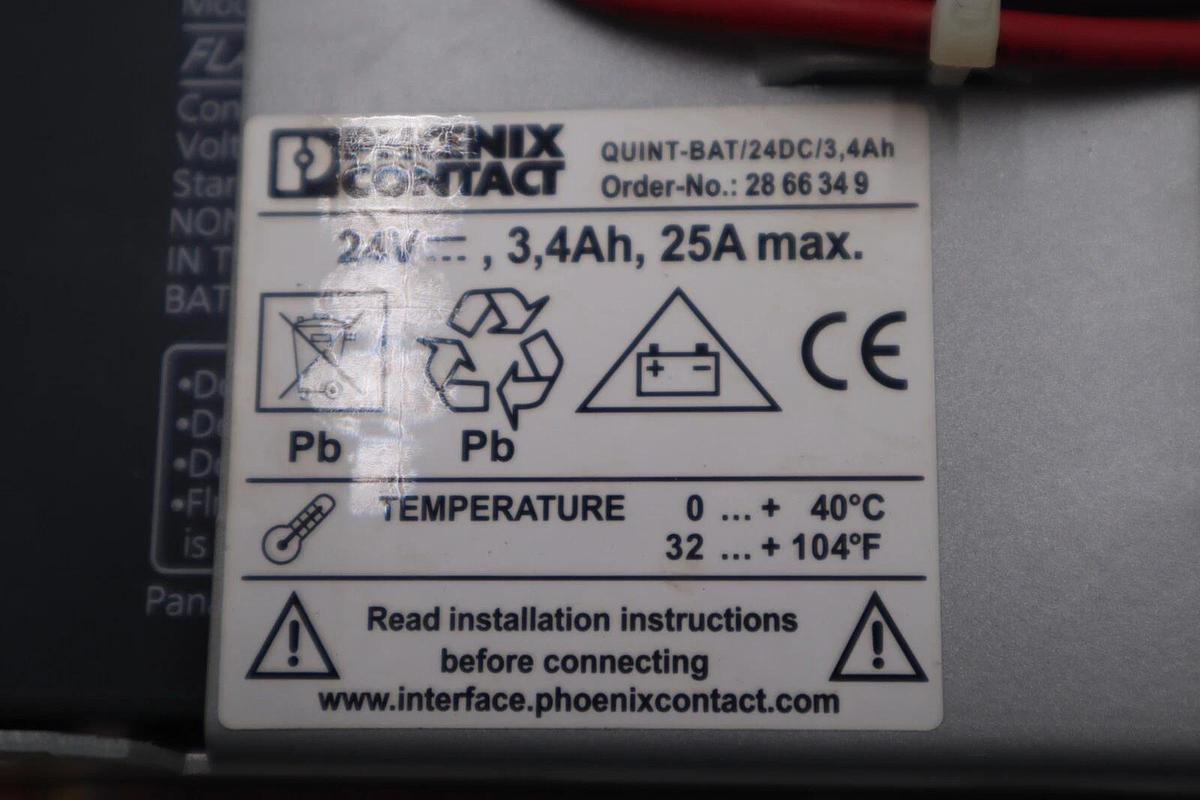 PHOENIX
CONTACT
QUINT-BAT/24DC/3,4Ah
Order-No.: 28 66 34 9
24V , 3,4Ah, 25A max.
+ -
CE
Pb Pb
TEMPERATURE 0 ... + 40°C
32 ... + 104°F
Read installation instructions
before connecting
www.interface.phoenixcontact.com
! !
IN